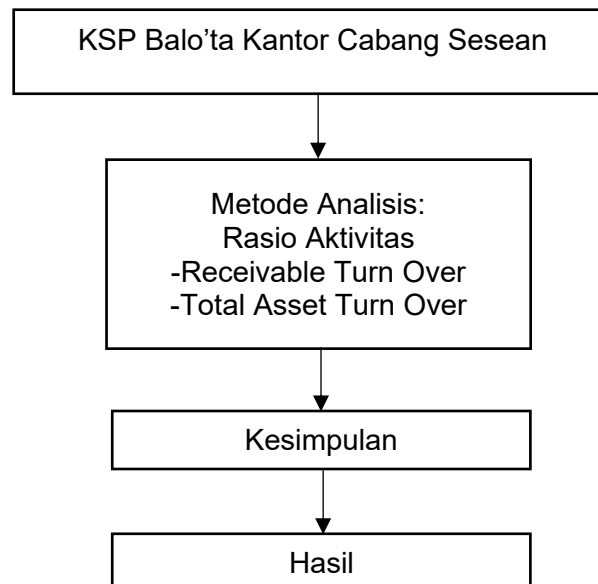 KSP Balo’ta Kantor Cabang Sesean
Metode Analisis:
Rasio Aktivitas
-Receivable Turn Over
-Total Asset Turn Over
Kesimpulan
Hasil